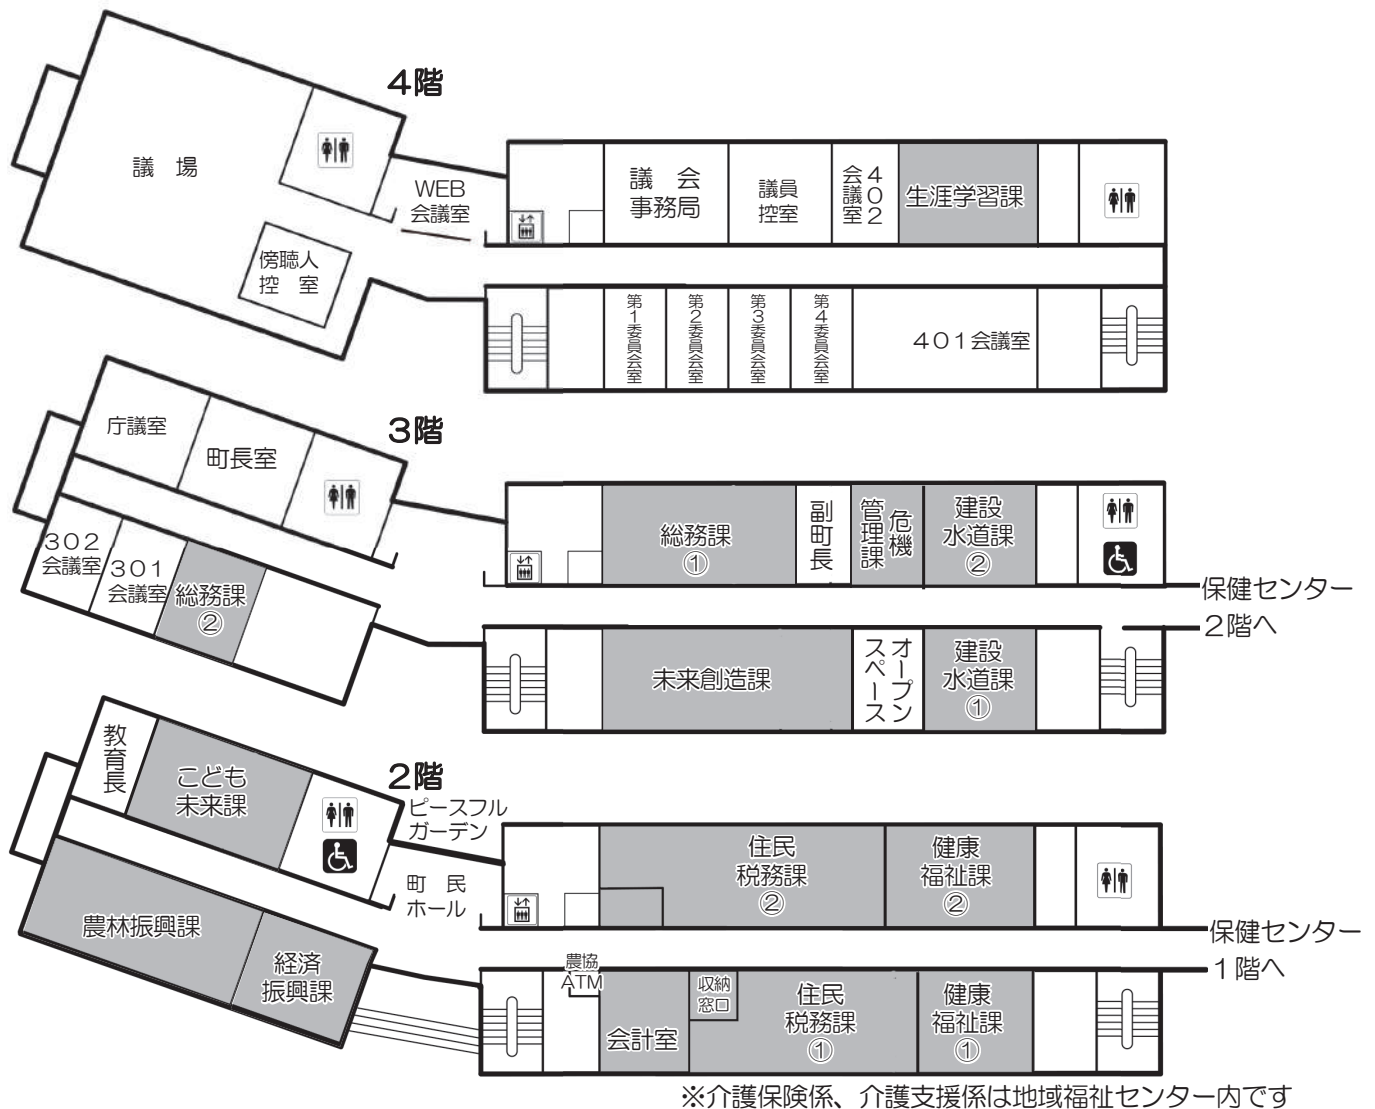 4階
議　場
WEB
会議室
傍聴人
控　室
議　会
事務局
議員
控室
402
会議室
生涯学習課
第1委員会室
第2委員会室
第3委員会室
第4委員会室
401会議室
3階
庁議室
町長室
302
会議室
301
会議室
総務課
②
総務課
①
副町長
危機
管理課
建設
水道課
②
保健センター
2階へ
未来創造課
オープン
スペース
建設
水道課
①
2階
教育長
こども
未来課
ピースフル
ガーデン
町　民
ホール
農林振興課
経済
振興課
住民
税務課
②
健康
福祉課
②
保健センター
1階へ
農協
ATM
会計室
収納
窓口
住民
税務課
①
健康
福祉課
①
※介護保険係、介護支援係は地域福祉センター内です